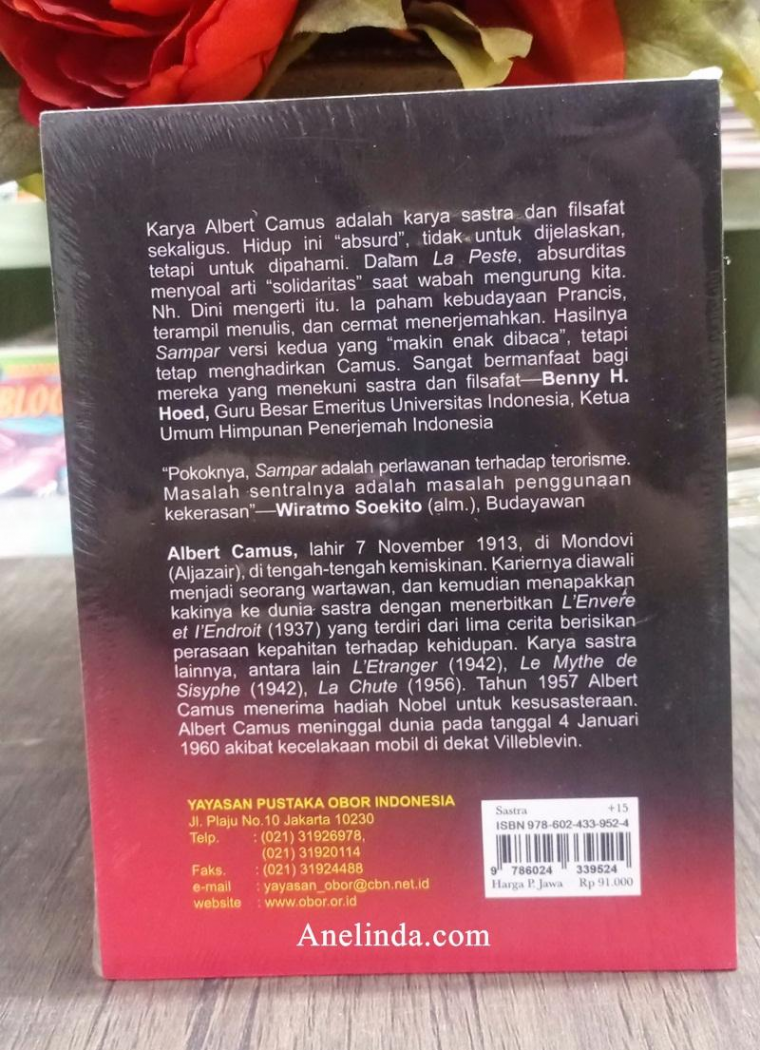 Karya Albert Camus adalah karya sastra dan filsafat
sekaligus. Hidup ini “absurd”, tidak untuk dijelaskan,
tetapi untuk dipahami. Dalam La Peste, absurditas
menyoal arti “solidaritas” saat wabah mengurung kita.
Nh. Dini mengerti itu. Ia paham kebudayaan Prancis,
terampil menulis, dan cermat menerjemahkan. Hasilnya
Sampar versi kedua yang “makin enak dibaca”, tetapi
tetap menghadirkan Camus. Sangat bermanfaat bagi
mereka yang menekuni sastra dan filsafat—Benny H.
Hoed, Guru Besar Emeritus Universitas Indonesia, Ketua
Umum Himpunan Penerjemah Indonesia
“Pokoknya, Sampar adalah perlawanan terhadap terorisme.
Masalah sentralnya adalah masalah penggunaan
kekerasan”—Wiratmo Soekito (alm.), Budayawan
Albert Camus, lahir 7 November 1913, di Mondovi
(Aljazair), di tengah-tengah kemiskinan. Kariernya diawali
menjadi seorang wartawan, dan kemudian menapakkan
kakinya ke dunia sastra dengan menerbitkan L’Envere
et l’Endroit (1937) yang terdiri dari lima cerita berisikan
perasaan kepahitan terhadap kehidupan. Karya sastra
lainnya, antara lain L’Etranger (1942), Le Mythe de
Sisyphe (1942), La Chute (1956). Tahun 1957 Albert
Camus menerima hadiah Nobel untuk kesusasteraan.
Albert Camus meninggal dunia pada tanggal 4 Januari
1960 akibat kecelakaan mobil di dekat Villeblevin.
YAYASAN PUSTAKA OBOR INDONESIA
Jl. Plaju No.10 Jakarta 10230
Telp. : (021) 31926978,
(021) 31920114
Faks. : (021) 31924488
e-mail : yayasan_obor@cbn.net.id
website : www.obor.or.id
Sastra +15
ISBN 978-602-433-952-4
9 786024 339524
Harga P. Jawa Rp 91.000
Anelinda.com